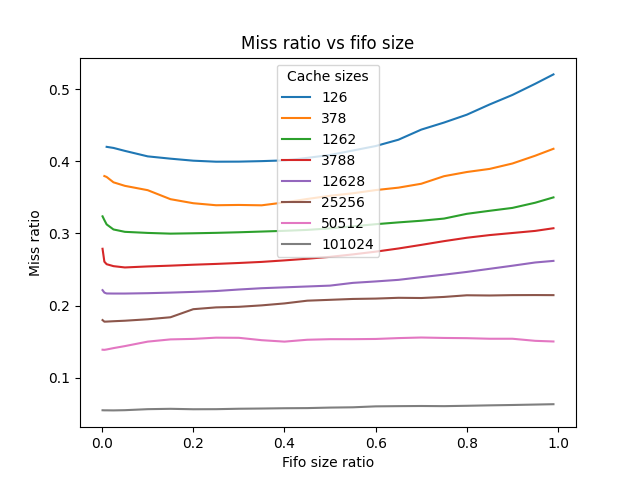 Miss ratio vs fifo size
Cache sizes
126
378
1262
3788
12628
25256
50512
101024
0.5
0.4
0.3
0.2
0.1
Miss ratio
0.0 0.2 0.4 0.6 0.8 1.0
Fifo size ratio